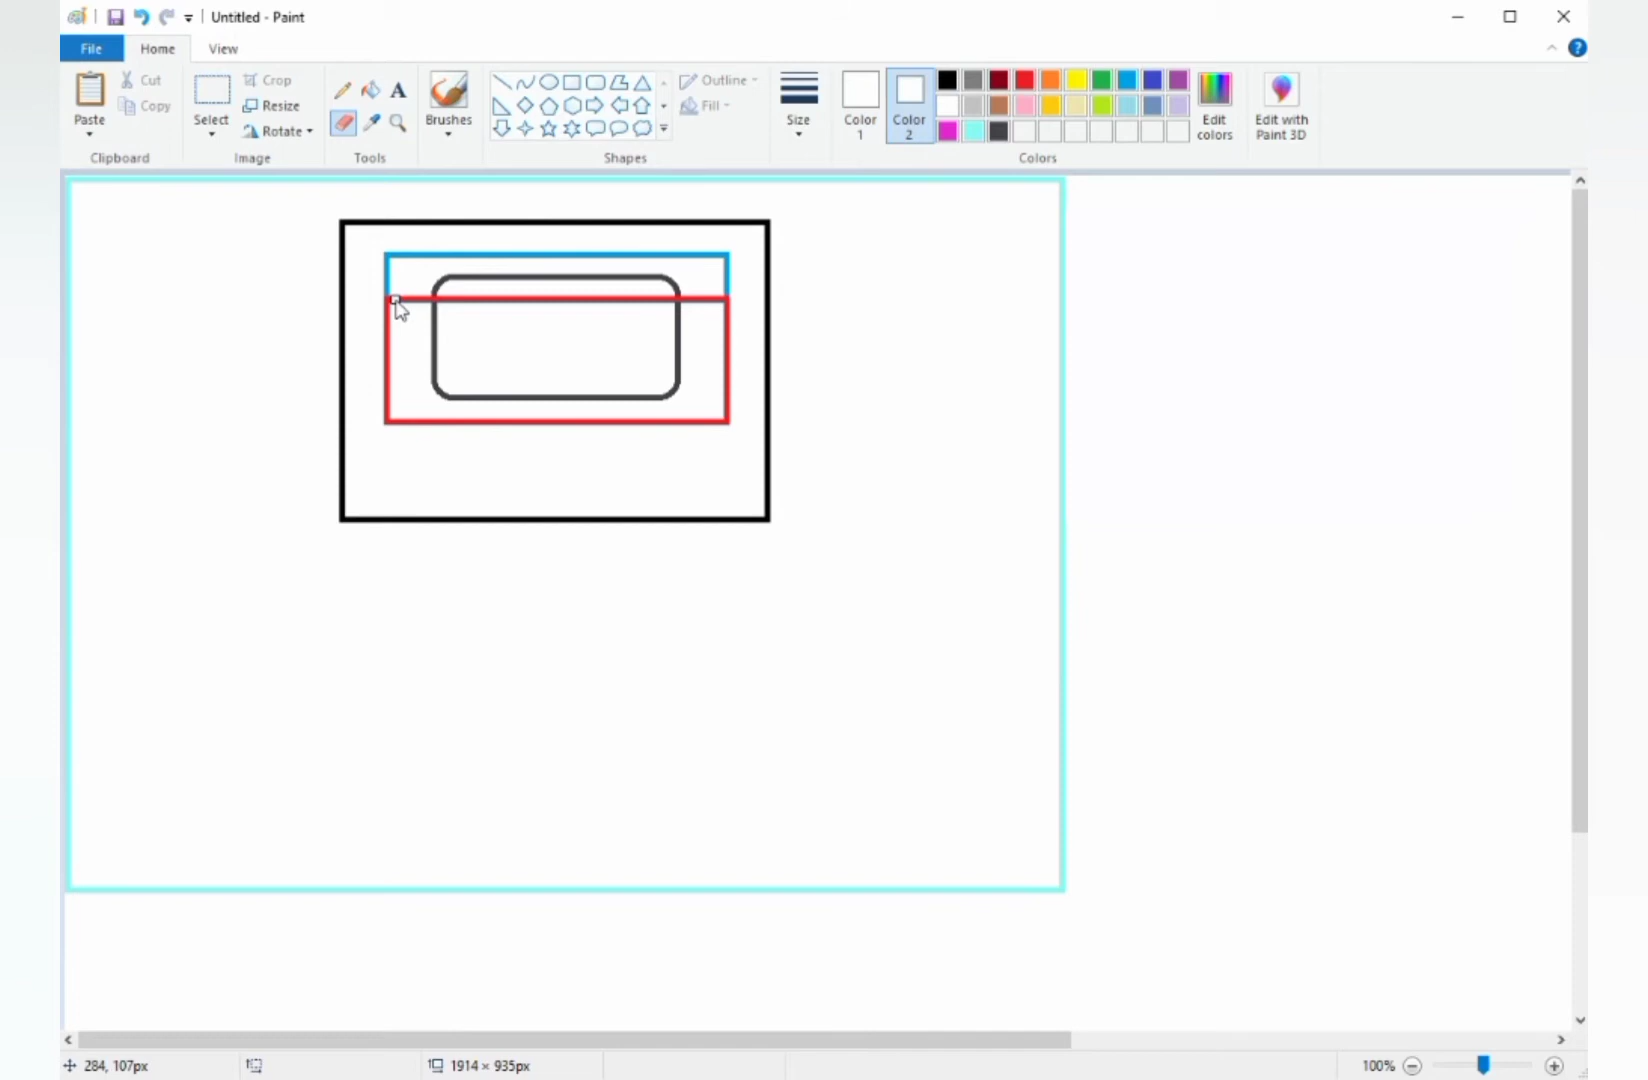 Untitled - Paint
File Home View
Paste
Cut
Copy
Clipboard
Select
Crop
Resize
Rotate
Image
A
Tools
Brushes
Shapes
Outline
Fill
Size
Color 1
Color 2
Edit colors
Colors
Edit with Paint 3D
284, 107px
1914 × 935px
100%